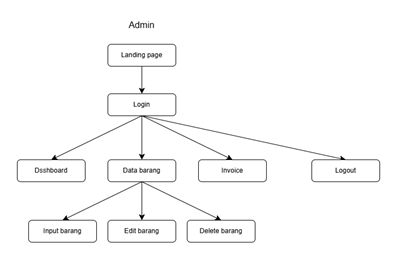 Admin
Landing page
Login
Dsshboard
Data barang
Invoice
Logout
Input barang
Edit barang
Delete barang